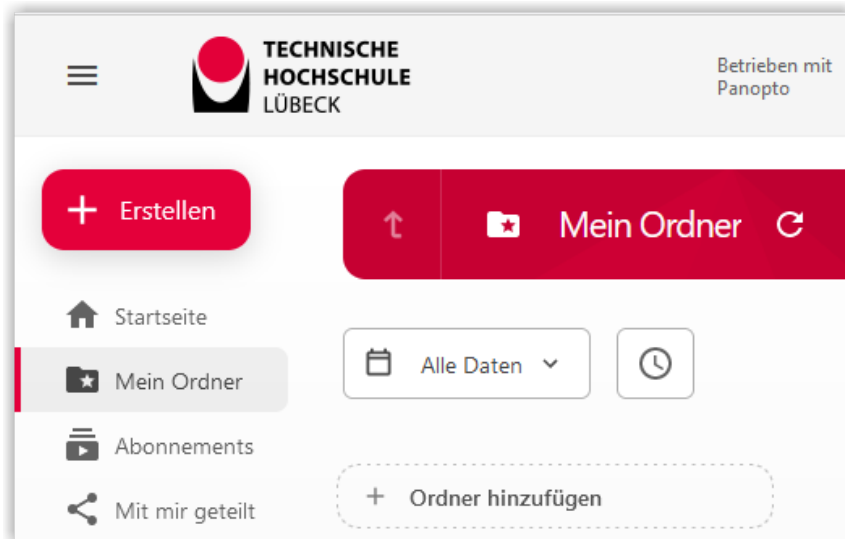 TECHNISCHE
HOCHSCHULE
LÜBECK
Betrieben mit
Panopto
Erstellen
Mein Ordner
Startseite
Mein Ordner
Abonnements
Mit mir geteilt
Alle Daten
Ordner hinzufügen